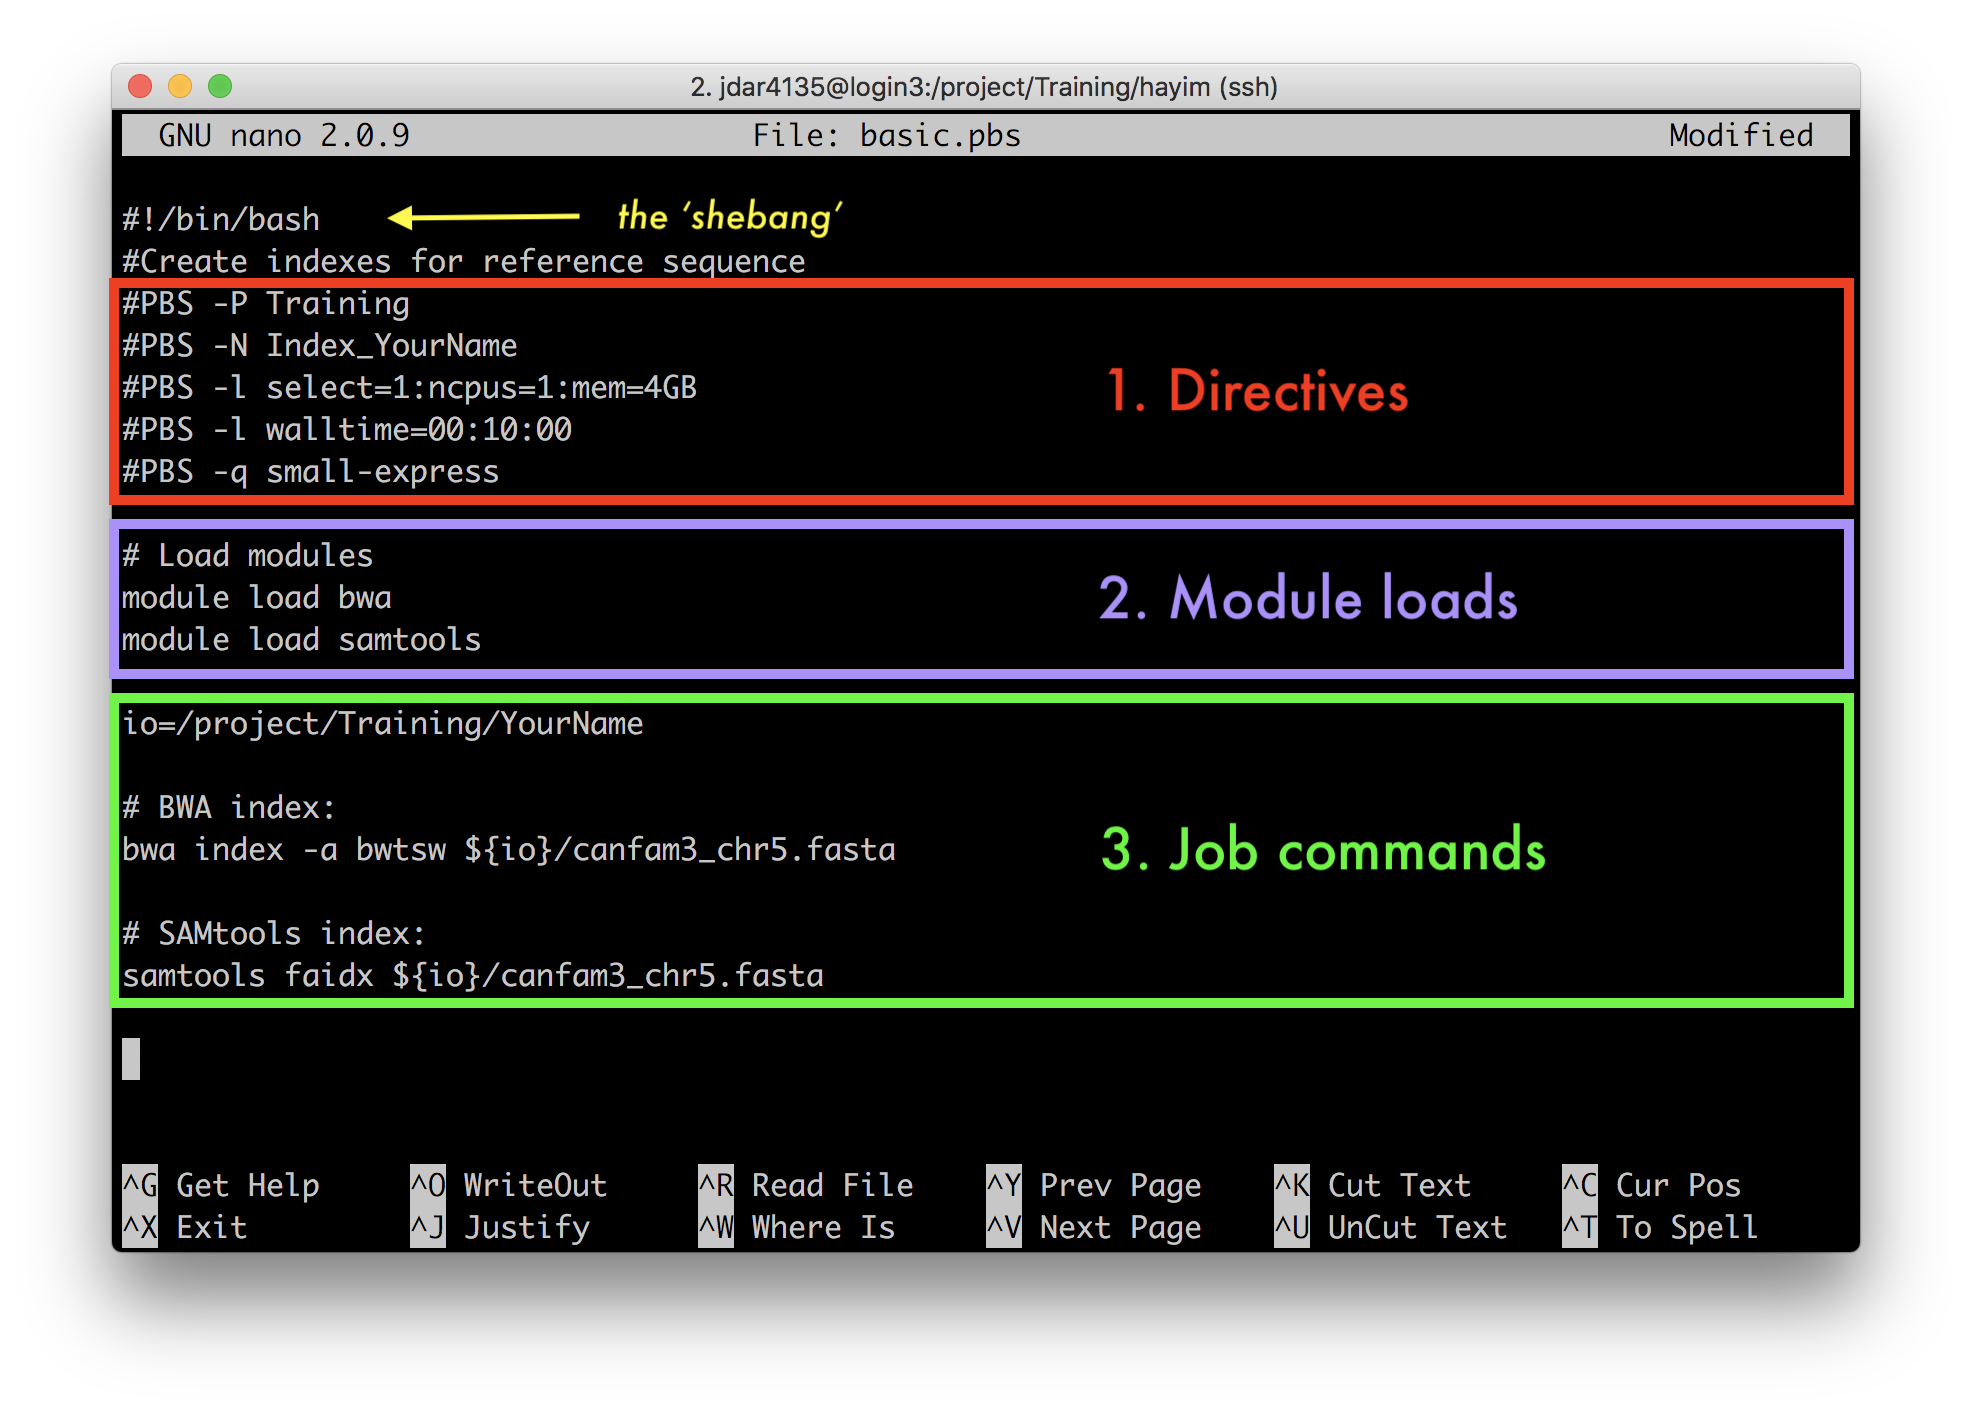 2. jdar4135@login3:/project/Training/hayim (ssh)
GNU nano 2.0.9 File: basic.pbs Modified
#!/bin/bash the ‘shebang’
#Create indexes for reference sequence
#PBS -P Training
#PBS -N Index_YourName
#PBS -l select=1:ncpus=1:mem=4GB
1. Directives
#PBS -l walltime=00:10:00
#PBS -q small-express
# Load modules
module load bwa
2. Module loads
module load samtools
io=/project/Training/YourName
# BWA index:
bwa index -a bwtsw ${io}/canfam3_chr5.fasta
3. Job commands
# SAMtools index:
samtools faidx ${io}/canfam3_chr5.fasta
^G Get Help ^O WriteOut ^R Read File ^Y Prev Page ^K Cut Text ^C Cur Pos
^X Exit ^J Justify ^W Where Is ^V Next Page ^U UnCut Text ^T To Spell